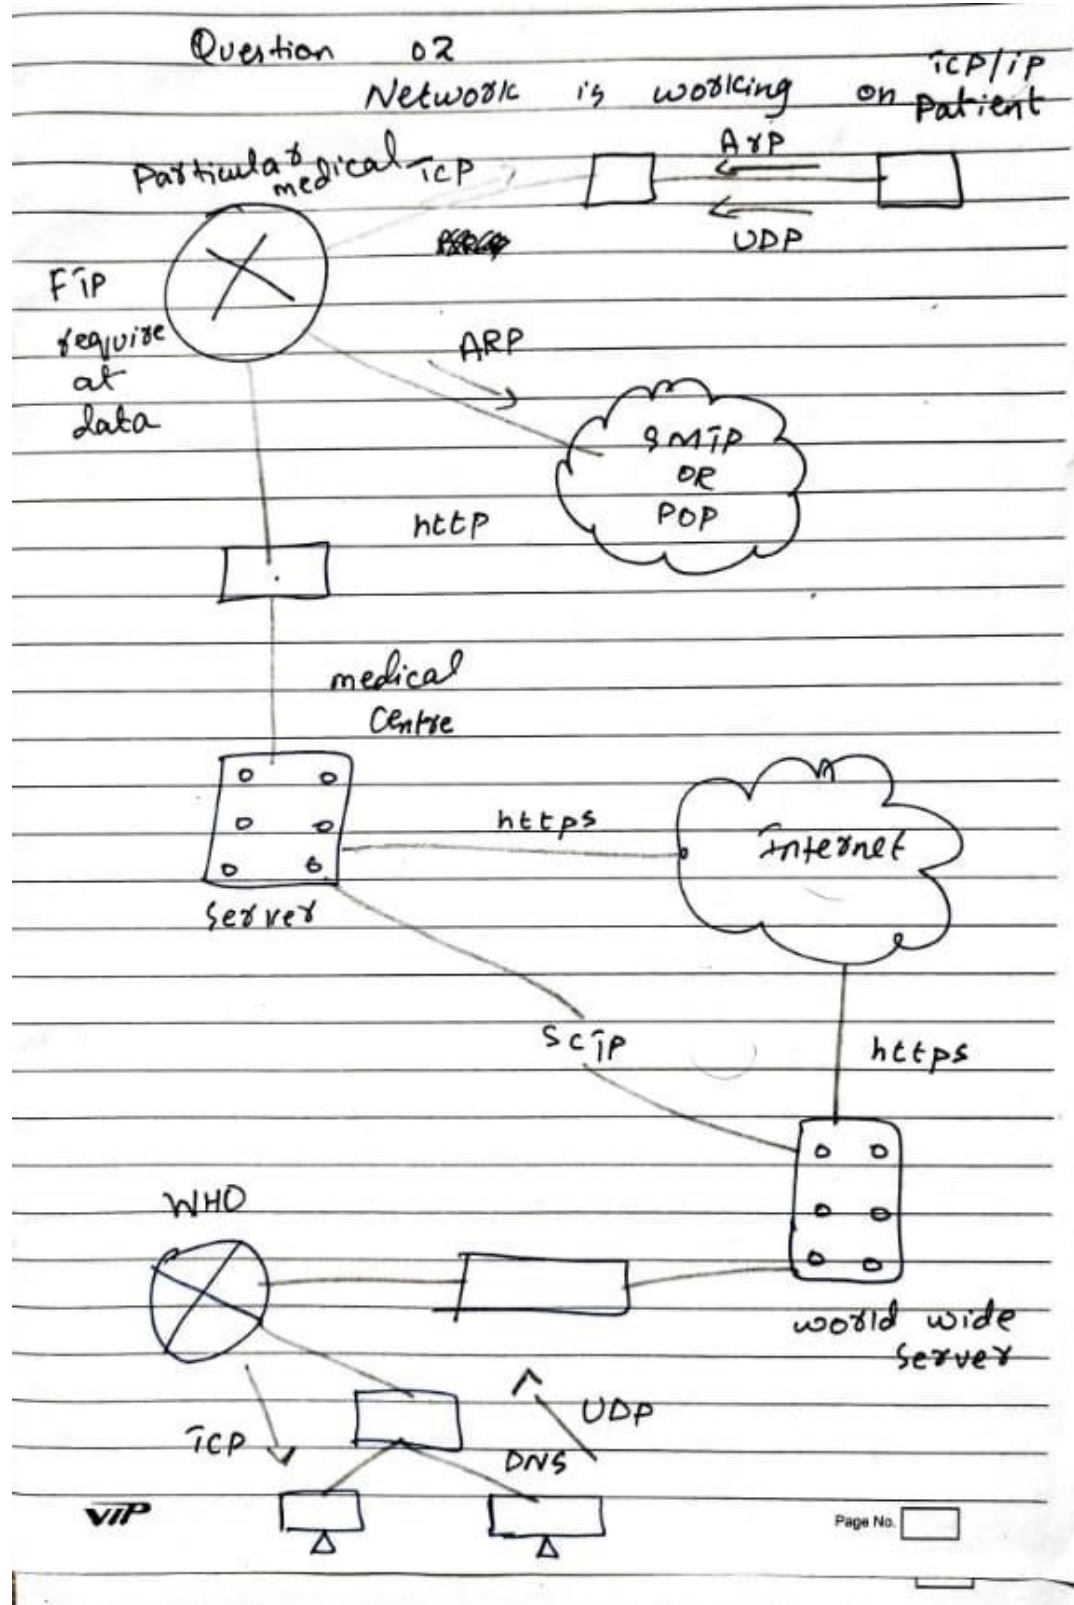 Question 02
Network is working on TCP/IP
Patient
Particular medical
TCP
ArP
UDP
FTP
require
at
data
ARP
SMTP
OR
POP
http
medical
Centre
https
Internet
Server
SCTP
https
WHO
world wide
Server
UDP
TCP
DNS
ViP
Page No.